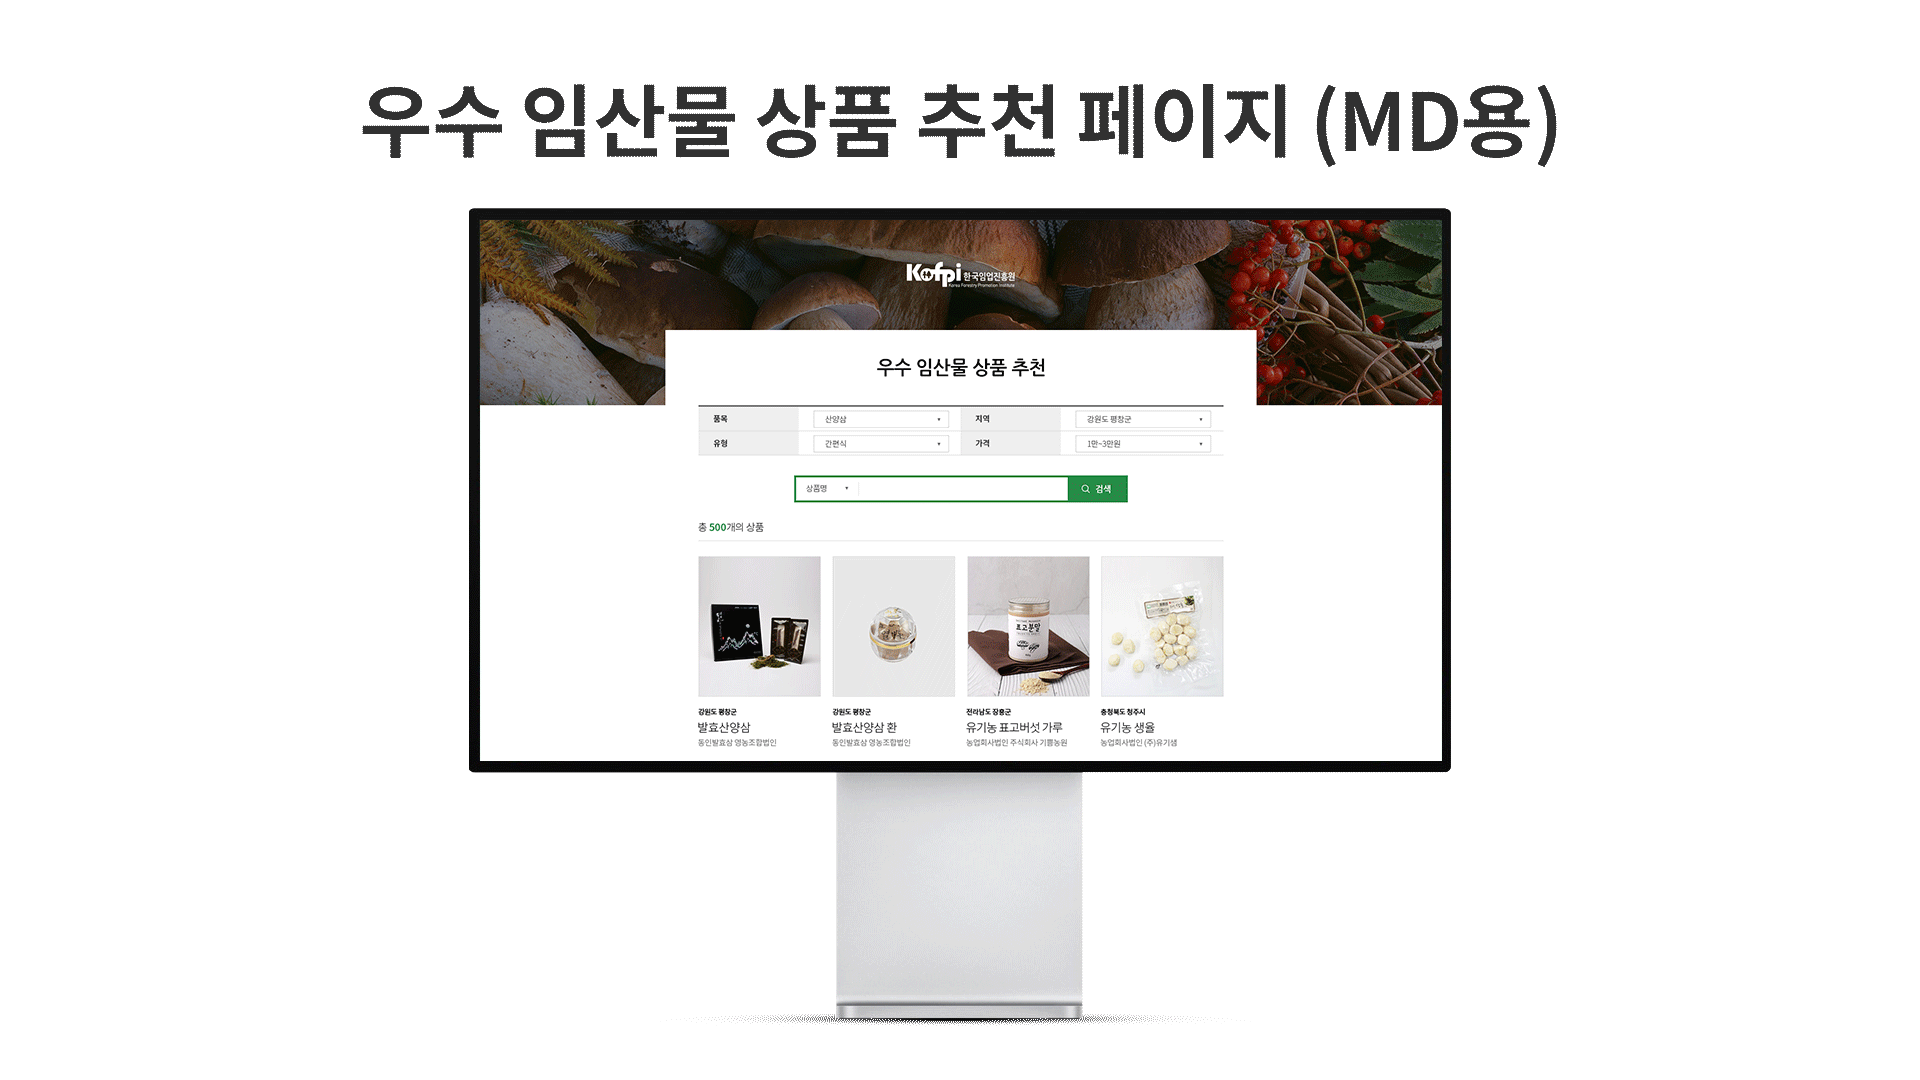 우수 임산물 상품 추천 페이지 (MD용)
Kofpi 한국임업진흥원
Korea Forestry Promotion Institute
우수 임산물 상품 추천
품목 산양삼 지역 강원도 평창군
유형 간편식 가격 1만~3만원
상품명 검색
총 500개의 상품
표고분말
강원도 평창군 강원도 평창군 전라남도 장흥군 충청북도 청주시
발효산양삼 발효산양삼 환 유기농 표고버섯 가루 유기농 생율
동인발효삼 영농조합법인 동인발효삼 영농조합법인 농업회사법인 주식회사 기쁨농원 농업회사법인 (주)유기샘